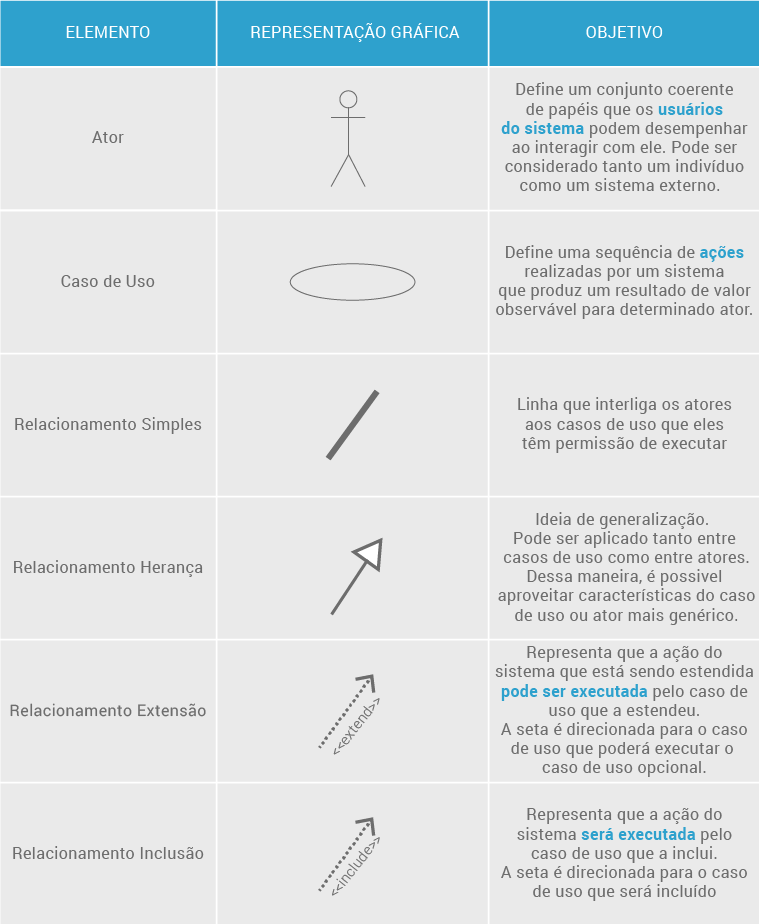 ELEMENTO
REPRESENTAÇÃO GRÁFICA
OBJETIVO
Ator
Define um conjunto coerente
de papéis que os usuários
do sistema podem desempenhar
ao interagir com ele. Pode ser
considerado tanto um indivíduo
como um sistema externo.
Caso de Uso
Define uma sequência de ações
realizadas por um sistema
que produz um resultado de valor
observável para determinado ator.
Relacionamento Simples
Linha que interliga os atores
aos casos de uso que eles
têm permissão de executar
Relacionamento Herança
Ideia de generalização.
Pode ser aplicado tanto entre
casos de uso como entre atores.
Dessa maneira, é possivel
aproveitar características do caso
de uso ou ator mais genérico.
Relacionamento Extensão
<<extend>>
Representa que a ação do
sistema que está sendo estendida
pode ser executada pelo caso de
uso que a estendeu.
A seta é direcionada para o caso
de uso que poderá executar o
caso de uso opcional.
Relacionamento Inclusão
<<include>>
Representa que a ação do
sistema será executada pelo
caso de uso que a inclui.
A seta é direcionada para o caso
de uso que será incluído